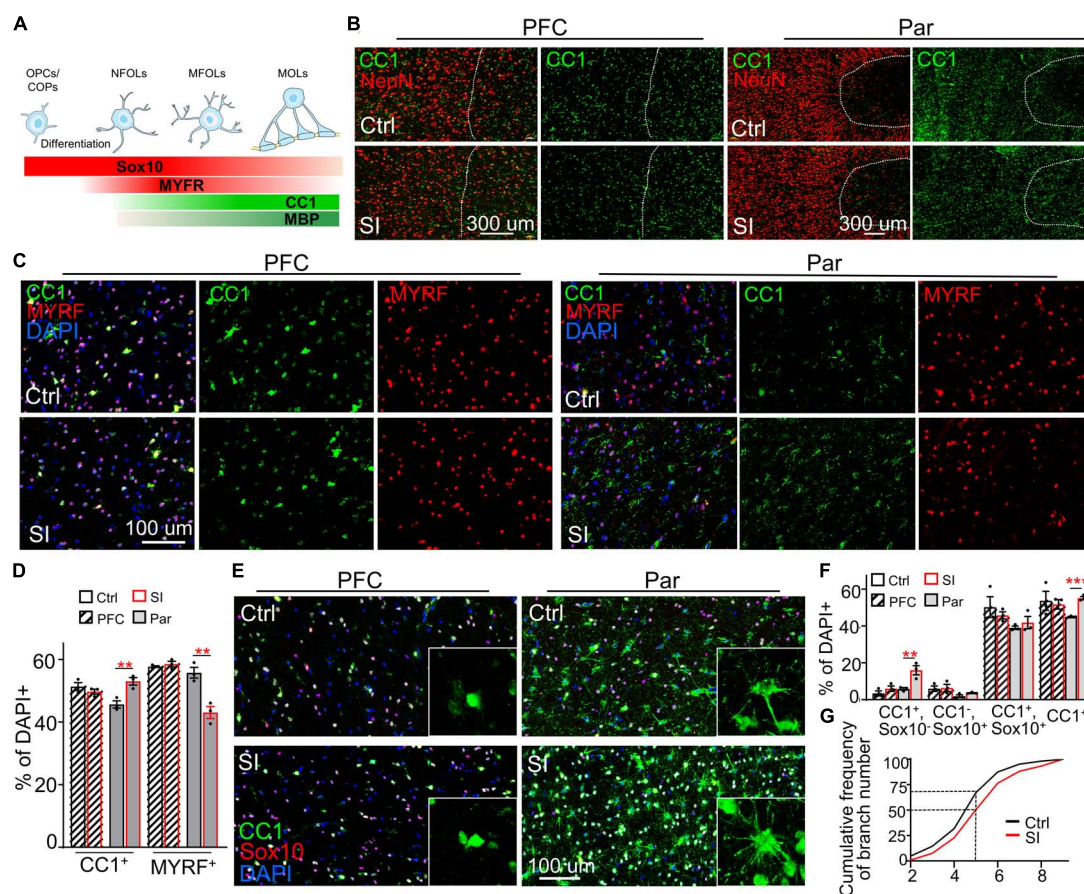 A
OPCs/
COPs
NFOLs
MFOLs
MOLs
Differentiation
Sox10
MYFR
CC1
MBP
B
PFC
Par
CC1
NeuN
Ctrl
CC1
CC1
NeuN
Ctrl
CC1
SI
300 um
SI
300 um
C
PFC
Par
CC1
MYRF
DAPI
Ctrl
CC1
MYRF
CC1
MYRF
DAPI
Ctrl
CC1
MYRF
SI
100 um
SI
D
Ctrl
SI
PFC
Par
% of DAPI+
60
40
20
0
**
**
CC1+
MYRF+
E
PFC
Par
Ctrl
Ctrl
SI
CC1
Sox10
DAPI
SI
100 um
F
Ctrl
SI
PFC
Par
% of DAPI+
60
40
20
0
**
***
CC1+,
Sox10-
CC1-,
Sox10+
CC1+,
Sox10+
CC1+
G
Cumulative frequency
of branch number
100
75
50
25
0
2 4 6 8
Ctrl
SI